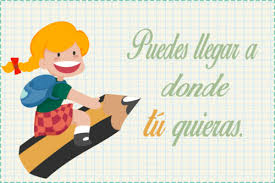 Puedes llegar a
donde
tú quieras.